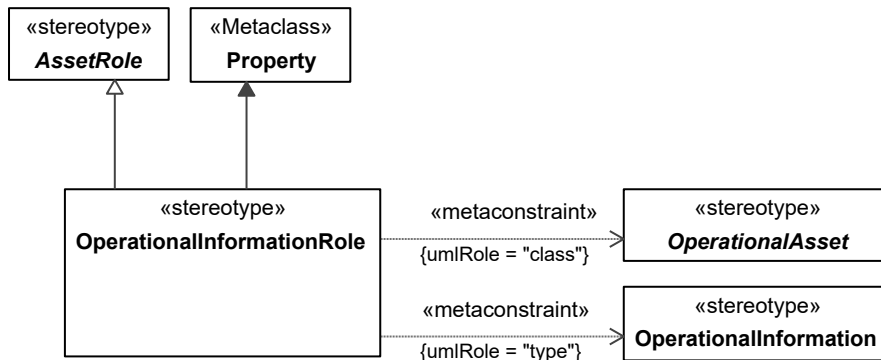 «stereotype»
AssetRole
«Metaclass»
Property
«stereotype»
OperationalInformationRole
«metaconstraint»
{umlRole = "class"}
«stereotype»
OperationalAsset
«metaconstraint»
{umlRole = "type"}
«stereotype»
OperationalInformation